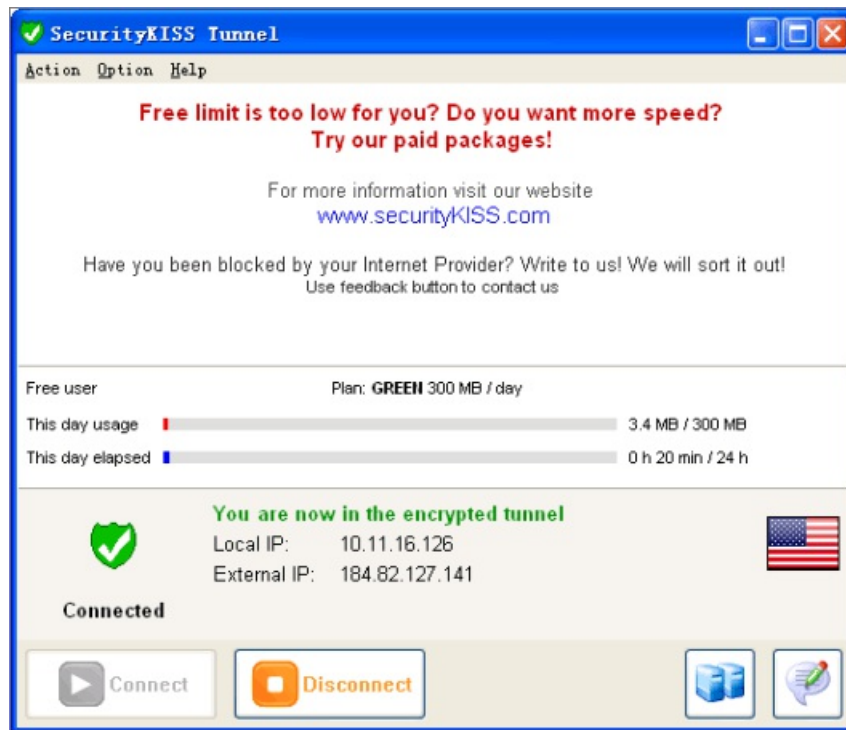 SecurityKISS Tunnel
Action Option Help
Free limit is too low for you? Do you want more speed?
Try our paid packages!
For more information visit our website
www.securityKISS.com
Have you been blocked by your Internet Provider? Write to us! We will sort it out!
Use feedback button to contact us
Free user Plan: GREEN 300 MB / day
This day usage 3.4 MB / 300 MB
This day elapsed 0 h 20 min / 24 h
You are now in the encrypted tunnel
Local IP: 10.11.16.126
External IP: 184.82.127.141
Connected
Connect Disconnect